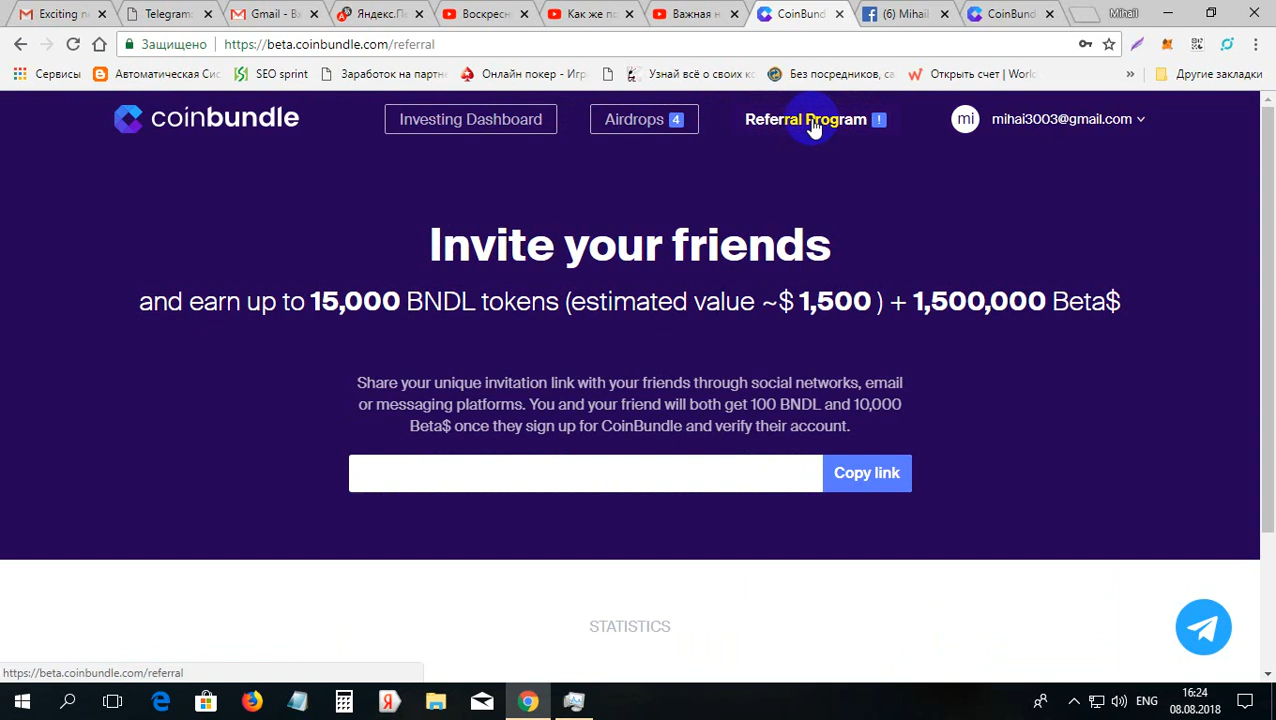 Exciting n
Telegram
Gmail - Вх
Яндекс.П
Воскрес
Как же по
Важная н
CoinBund
(6) Mihail
CoinBund
Mihail
Защищено
https://beta.coinbundle.com/referral
Сервисы
Автоматическая Сис
SEO sprint
Заработок на партн
Онлайн покер - Игр
Узнай всё о своих ко
Без посредников, са
Открыть счет | World
»
Другие закладки
coinbundle
Investing Dashboard
Airdrops 4
Referral Program !
mi
mihai3003@gmail.com
Invite your friends
and earn up to 15,000 BNDL tokens (estimated value ~$ 1,500 ) + 1,500,000 Beta$
Share your unique invitation link with your friends through social networks, email
or messaging platforms. You and your friend will both get 100 BNDL and 10,000
Beta$ once they sign up for CoinBundle and verify their account.
Copy link
STATISTICS
https://beta.coinbundle.com/referral
ENG
16:24
08.08.2018